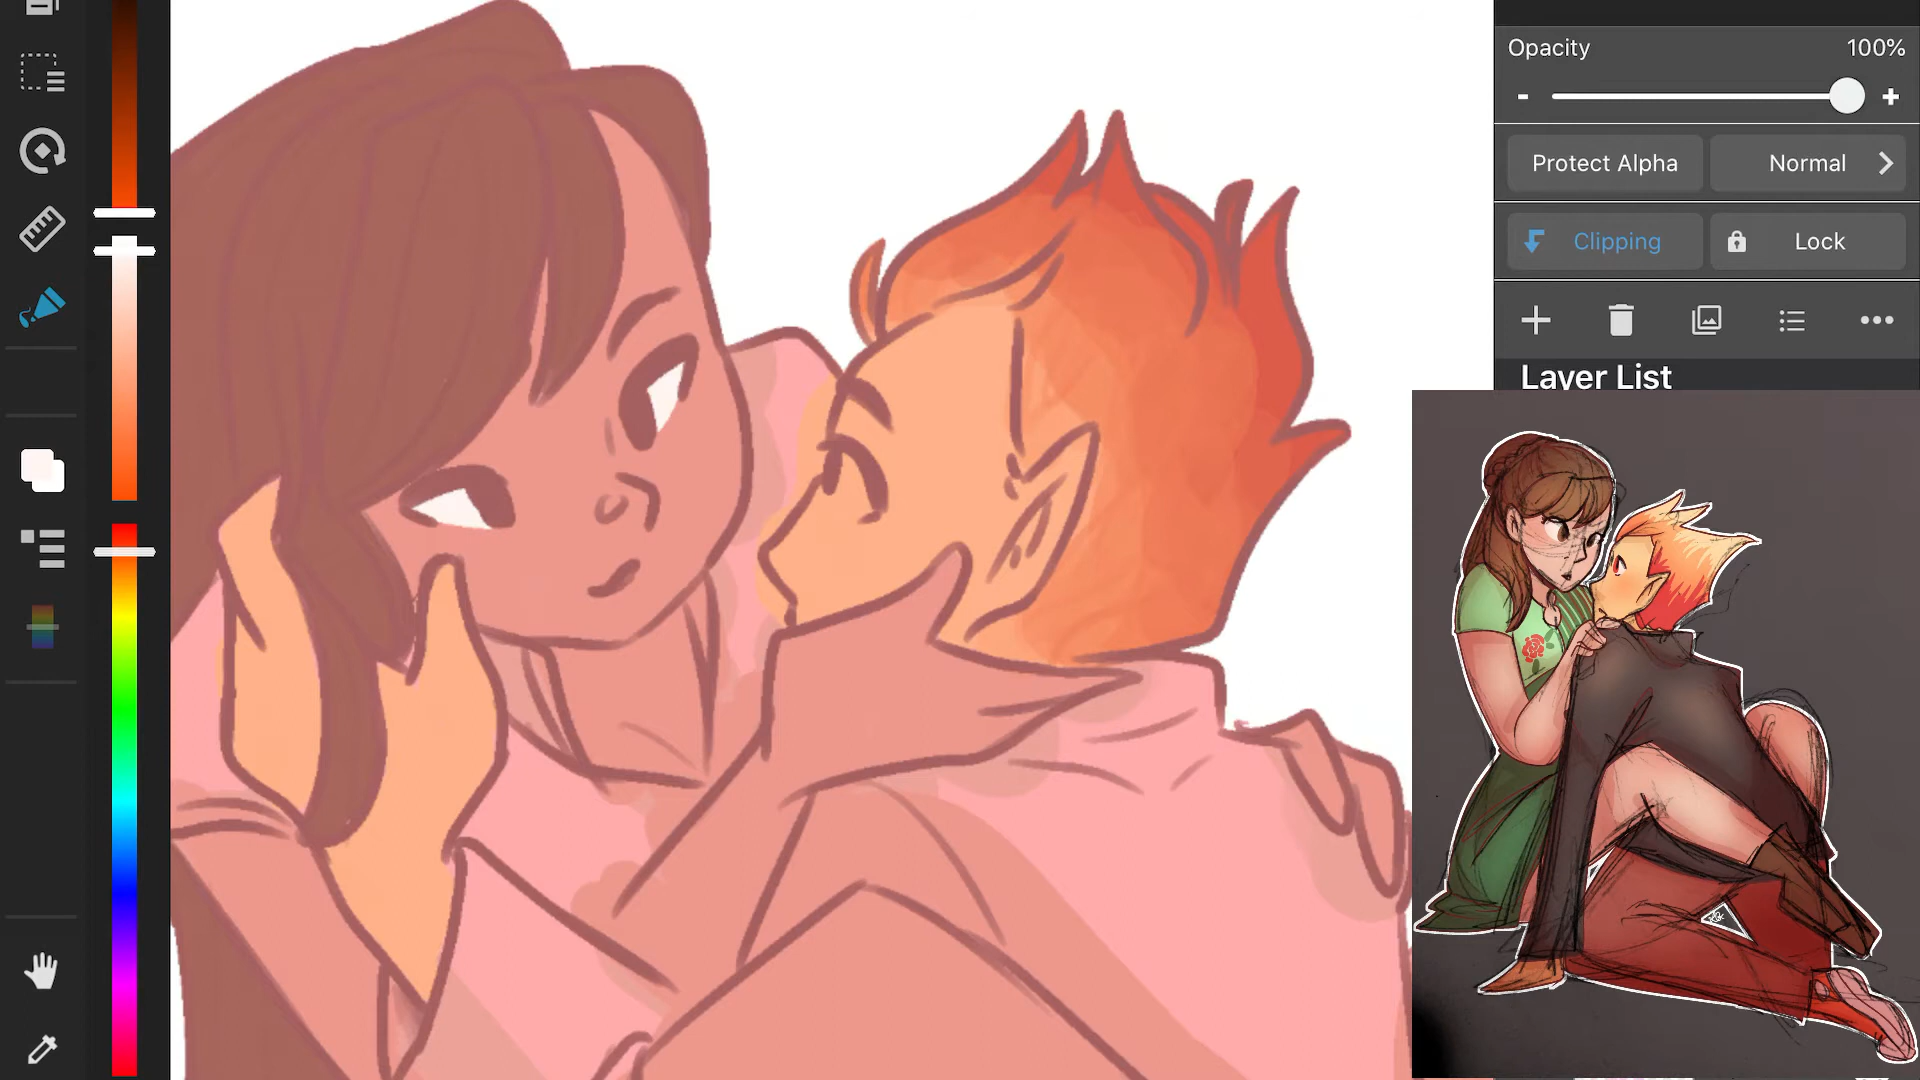 Opacity 100%
- +
Protect Alpha Normal
Clipping Lock
Layer List